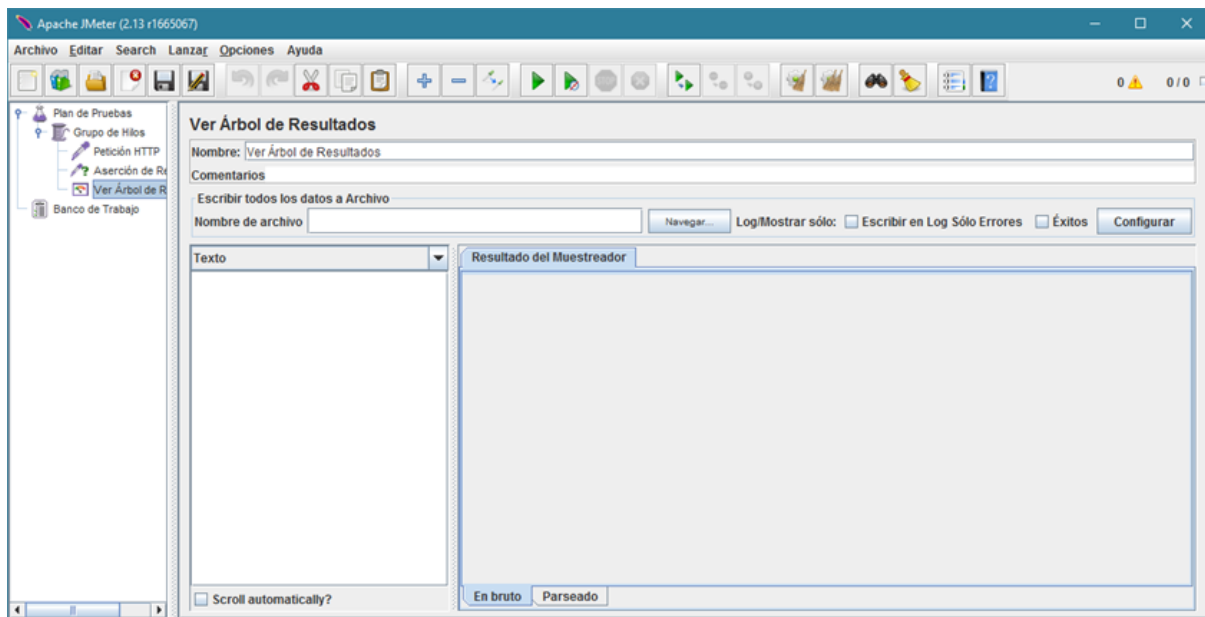 Apache JMeter (2.13 r1665067)
Archivo Editar Search Lanzar Opciones Ayuda
0 0 / 0
Plan de Pruebas
Grupo de Hilos
Petición HTTP
Aserción de Re
Ver Árbol de R
Banco de Trabajo
Ver Árbol de Resultados
Nombre: Ver Árbol de Resultados
Comentarios
Escribir todos los datos a Archivo
Nombre de archivo Navegar... Log/Mostrar sólo: Escribir en Log Sólo Errores Éxitos Configurar
Texto
Resultado del Muestreador
Scroll automatically?
En bruto Parseado